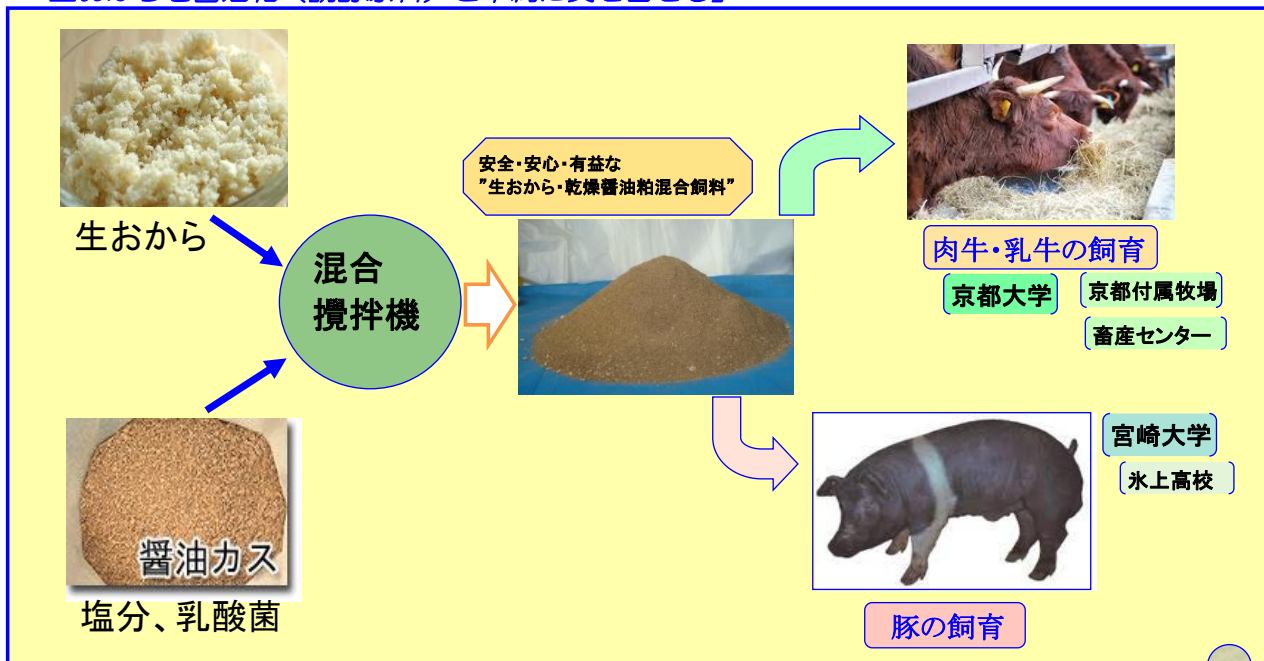 生おから
塩分、乳酸菌
醤油カス
混合
攪拌機
安全・安心・有益な
”生おから・乾燥醤油粕混合飼料”
肉牛・乳牛の飼育
京都大学
京都付属牧場
畜産センター
宮崎大学
氷上高校
豚の飼育